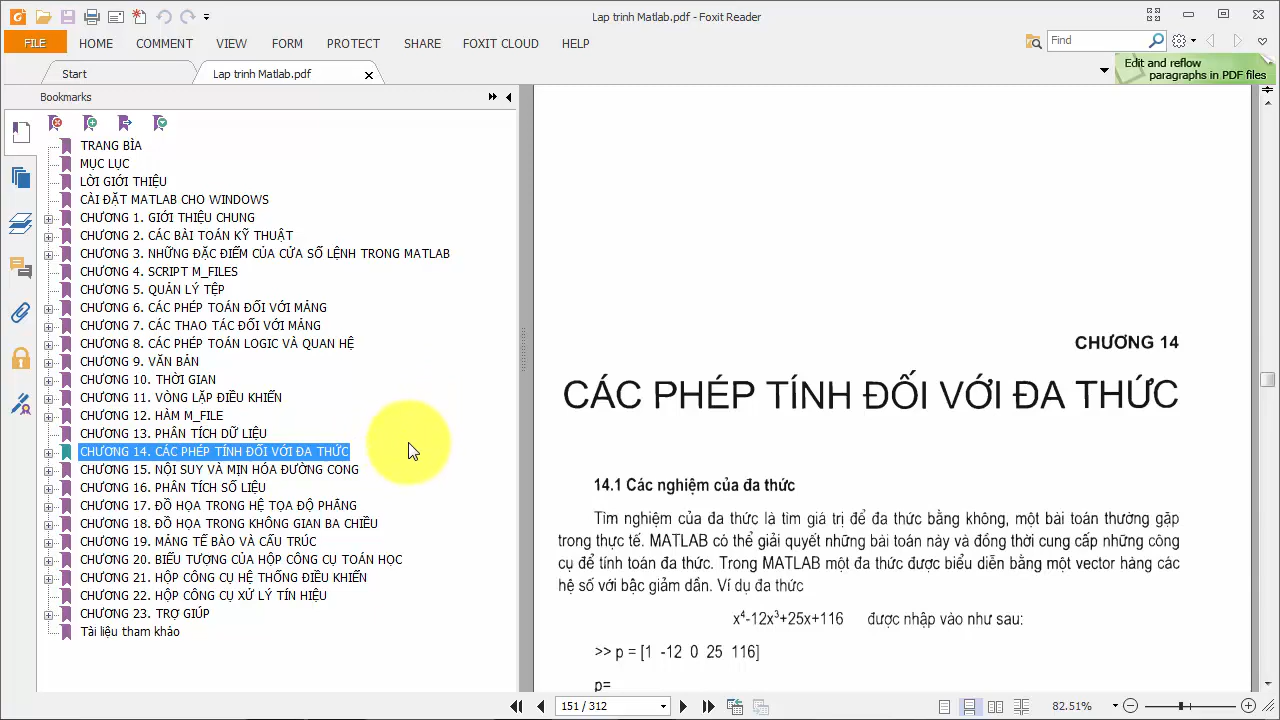 Lap trinh Matlab.pdf - Foxit Reader
FILE HOME COMMENT VIEW FORM PROTECT SHARE FOXIT CLOUD HELP Find
Start Lap trinh Matlab.pdf
Edit and reflow
paragraphs in PDF files
Bookmarks
TRANG BÌA
MỤC LỤC
LỜI GIỚI THIỆU
CÀI ĐẶT MATLAB CHO WINDOWS
CHƯƠNG 1. GIỚI THIỆU CHUNG
CHƯƠNG 2. CÁC BÀI TOÁN KỸ THUẬT
CHƯƠNG 3. NHỮNG ĐẶC ĐIỂM CỦA CỬA SỔ LỆNH TRONG MATLAB
CHƯƠNG 4. SCRIPT M_FILES
CHƯƠNG 5. QUẢN LÝ TỆP
CHƯƠNG 6. CÁC PHÉP TOÁN ĐỐI VỚI MẢNG
CHƯƠNG 7. CÁC THAO TÁC ĐỐI VỚI MẢNG
CHƯƠNG 8. CÁC PHÉP TOÁN LOGIC VÀ QUAN HỆ
CHƯƠNG 9. VĂN BẢN
CHƯƠNG 10. THỜI GIAN
CHƯƠNG 11. VÒNG LẶP ĐIỀU KHIỂN
CHƯƠNG 12. HÀM M_FILE
CHƯƠNG 13. PHÂN TÍCH DỮ LIỆU
CHƯƠNG 14. CÁC PHÉP TÍNH ĐỐI VỚI ĐA THỨC
CHƯƠNG 15. NỘI SUY VÀ MỊN HÓA ĐƯỜNG CONG
CHƯƠNG 16. PHÂN TÍCH SỐ LIỆU
CHƯƠNG 17. ĐỒ HỌA TRONG HỆ TỌA ĐỘ PHẲNG
CHƯƠNG 18. ĐỒ HỌA TRONG KHÔNG GIAN BA CHIỀU
CHƯƠNG 19. MẢNG TẾ BÀO VÀ CẤU TRÚC
CHƯƠNG 20. BIỂU TƯỢNG CỦA HỘP CÔNG CỤ TOÁN HỌC
CHƯƠNG 21. HỘP CÔNG CỤ HỆ THỐNG ĐIỀU KHIỂN
CHƯƠNG 22. HỘP CÔNG CỤ XỬ LÝ TÍN HIỆU
CHƯƠNG 23. TRỢ GIÚP
Tài liệu tham khảo
CHƯƠNG 14
CÁC PHÉP TÍNH ĐỐI VỚI ĐA THỨC
14.1 Các nghiệm của đa thức
Tìm nghiệm của đa thức là tìm giá trị để đa thức bằng không, một bài toán thường gặp
trong thực tế. MATLAB có thể giải quyết những bài toán này và đồng thời cung cấp những công
cụ để tính toán đa thức. Trong MATLAB một đa thức được biểu diễn bằng một vector hàng các
hệ số với bậc giảm dần. Ví dụ đa thức
x⁴-12x³+25x+116 được nhập vào như sau:
>> p = [1 -12 0 25 116]
p=
151 / 312
82.51%